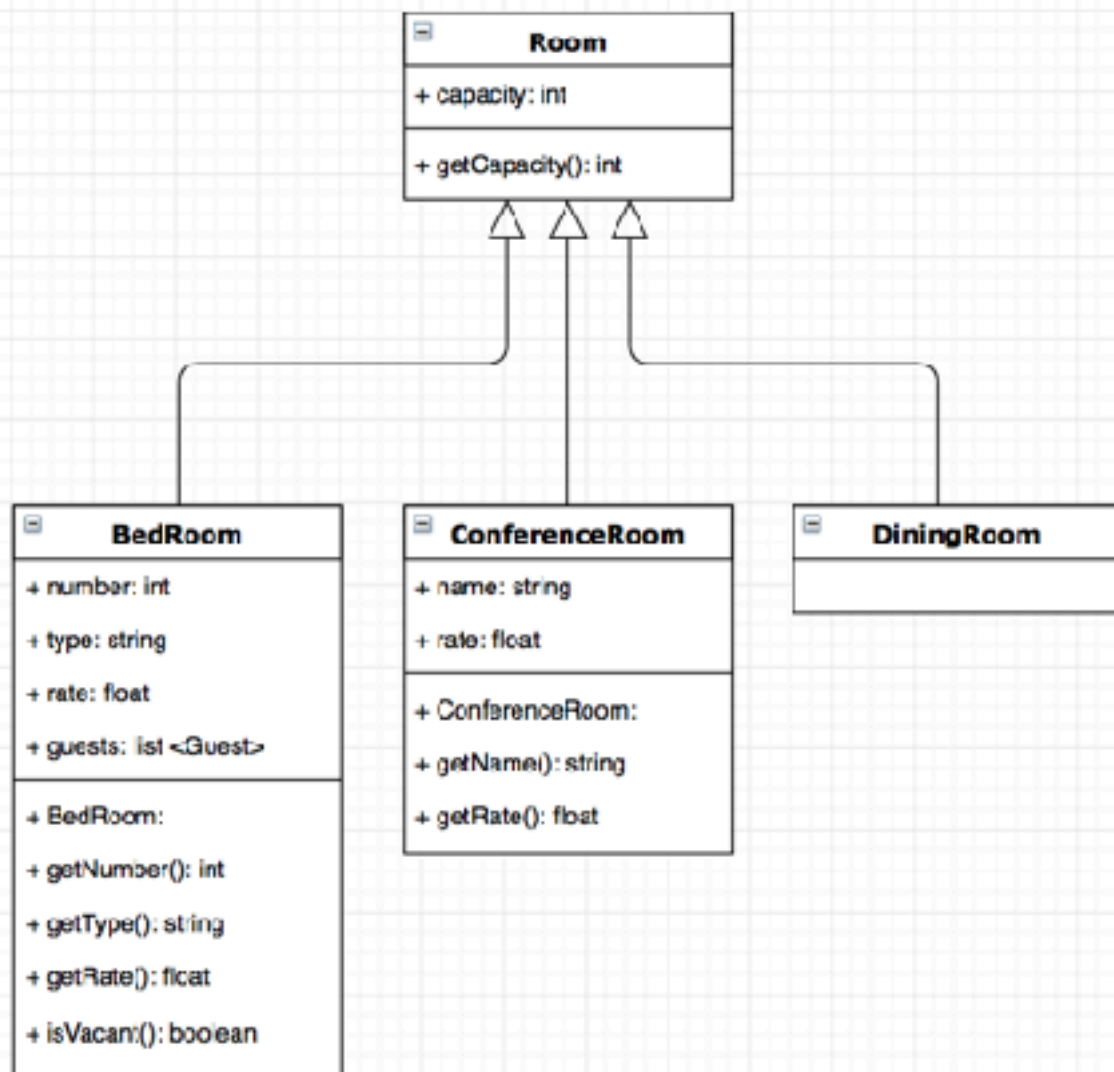 Room
+ capacity: int
+ getCapacity(): int
BedRoom
+ number: int
+ type: string
+ rate: float
+ guests: list <Guest>
+ BedRoom:
+ getNumber(): int
+ getType(): string
+ getRate(): float
+ isVacant(): boolean
ConferenceRoom
+ name: string
+ rate: float
+ ConferenceRoom:
+ getName(): string
+ getRate(): float
DiningRoom